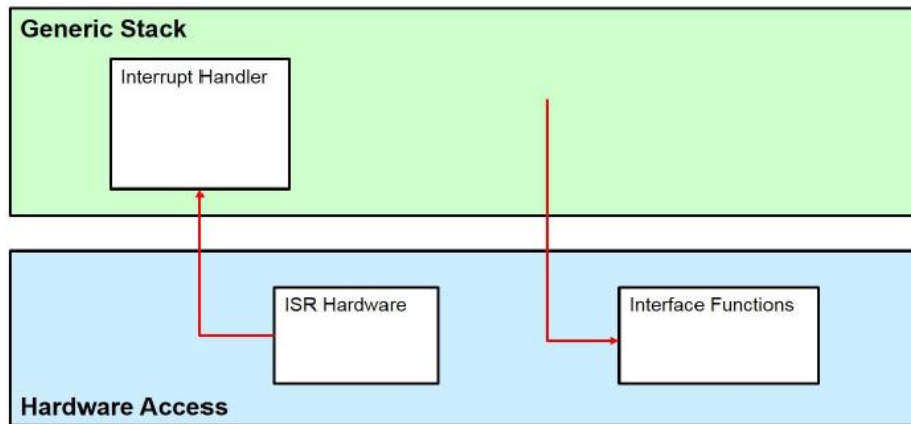 Generic Stack
Interrupt Handler
ISR Hardware
Interface Functions
Hardware Access